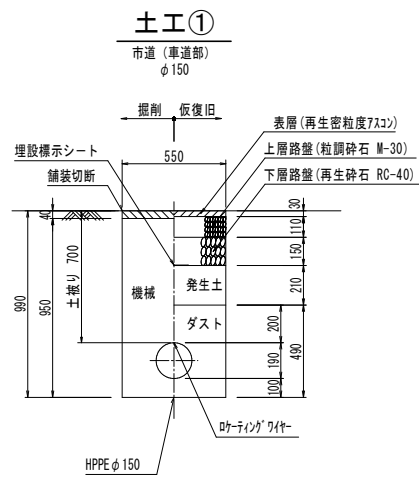 土工①
市道（車道部）
φ150
掘削
仮復旧
表層（再生密粒度ｱｽｺﾝ）
埋設標示シート
550
上層路盤（粒調砕石 M-30）
舗装切断
下層路盤（再生砕石 RC-40）
40
30
110
150
990
950
土被り 700
機械
発生土
210
ダスト
200
490
190
100
ﾛｹｰﾃｨﾝｸﾞﾜｲﾔｰ
HPPEφ150